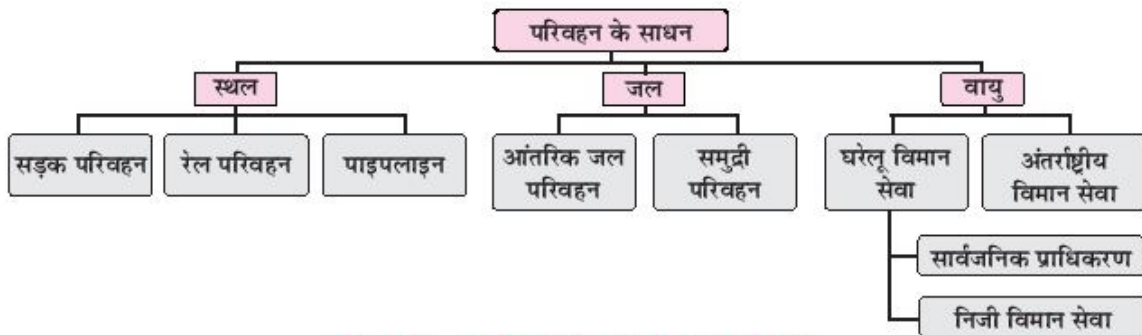 परिवहन के साधन
स्थल
जल
वायु
सड़क परिवहन
रेल परिवहन
पाइपलाइन
आंतरिक जल
परिवहन
समुद्री
परिवहन
घरेलू विमान
सेवा
अंतर्राष्ट्रीय
विमान सेवा
सार्वजनिक प्राधिकरण
निजी विमान सेवा